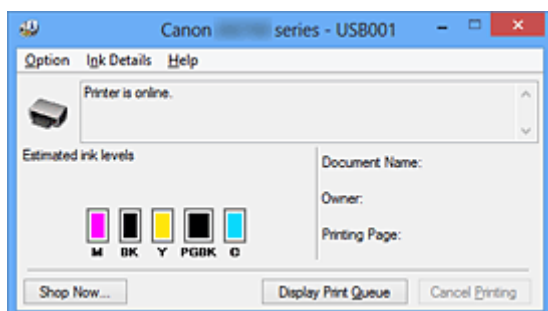 Canon series - USB001
Option Ink Details Help
Printer is online.
Estimated ink levels
Document Name:
Owner:
Printing Page:
M BK Y PGBK C
Shop Now... Display Print Queue Cancel Printing